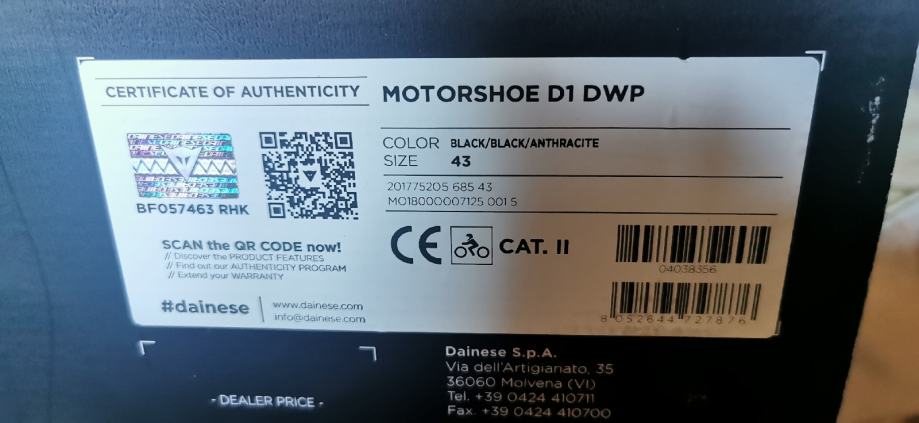 CERTIFICATE OF AUTHENTICITY
BF057463 RHK
SCAN the QR CODE now!
// Discover the PRODUCT FEATURES
// Find out our AUTHENTICITY PROGRAM
// Extend your WARRANTY
#dainese
www.dainese.com
info@dainese.com
MOTORSHOE D1 DWP
COLOR BLACK/BLACK/ANTHRACITE
SIZE 43
201775205 685 43
MO18000007125 001 5
CE CAT. II
04038356
8 052644 727876
- DEALER PRICE -
Dainese S.p.A.
Via dell'Artigianato, 35
36060 Molvena (VI)
Tel. +39 0424 410711
Fax. +39 0424 410700